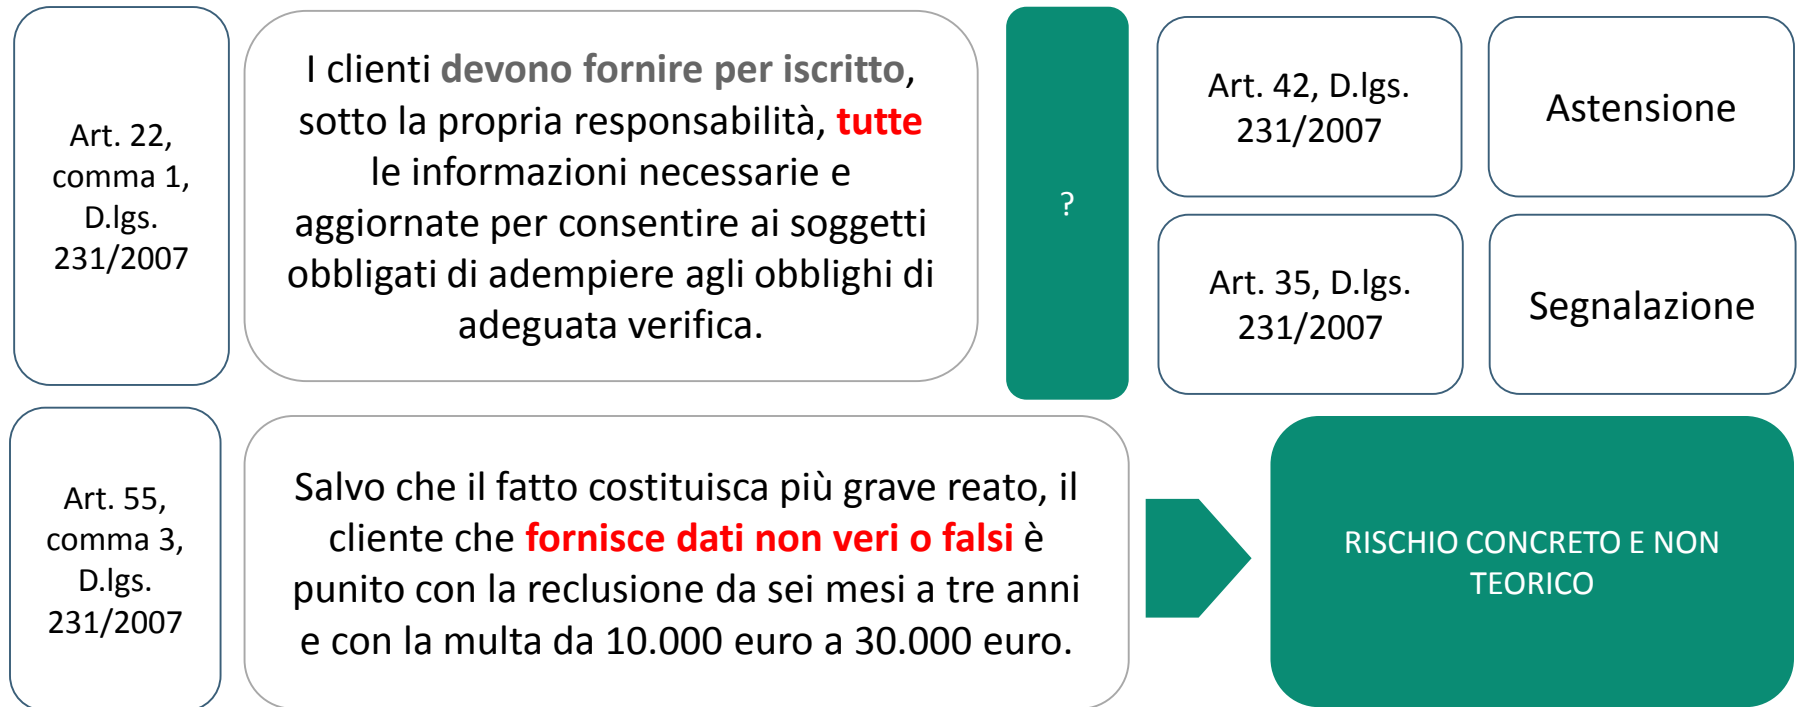 Art. 22,
comma 1,
D.lgs.
231/2007
I clienti devono fornire per iscritto,
sotto la propria responsabilità, tutte
le informazioni necessarie e
aggiornate per consentire ai soggetti
obbligati di adempiere agli obblighi di
adeguata verifica.
?
Art. 42, D.lgs.
231/2007
Astensione
Art. 35, D.lgs.
231/2007
Segnalazione
Art. 55,
comma 3,
D.lgs.
231/2007
Salvo che il fatto costituisca più grave reato, il
cliente che fornisce dati non veri o falsi è
punito con la reclusione da sei mesi a tre anni
e con la multa da 10.000 euro a 30.000 euro.
RISCHIO CONCRETO E NON
TEORICO